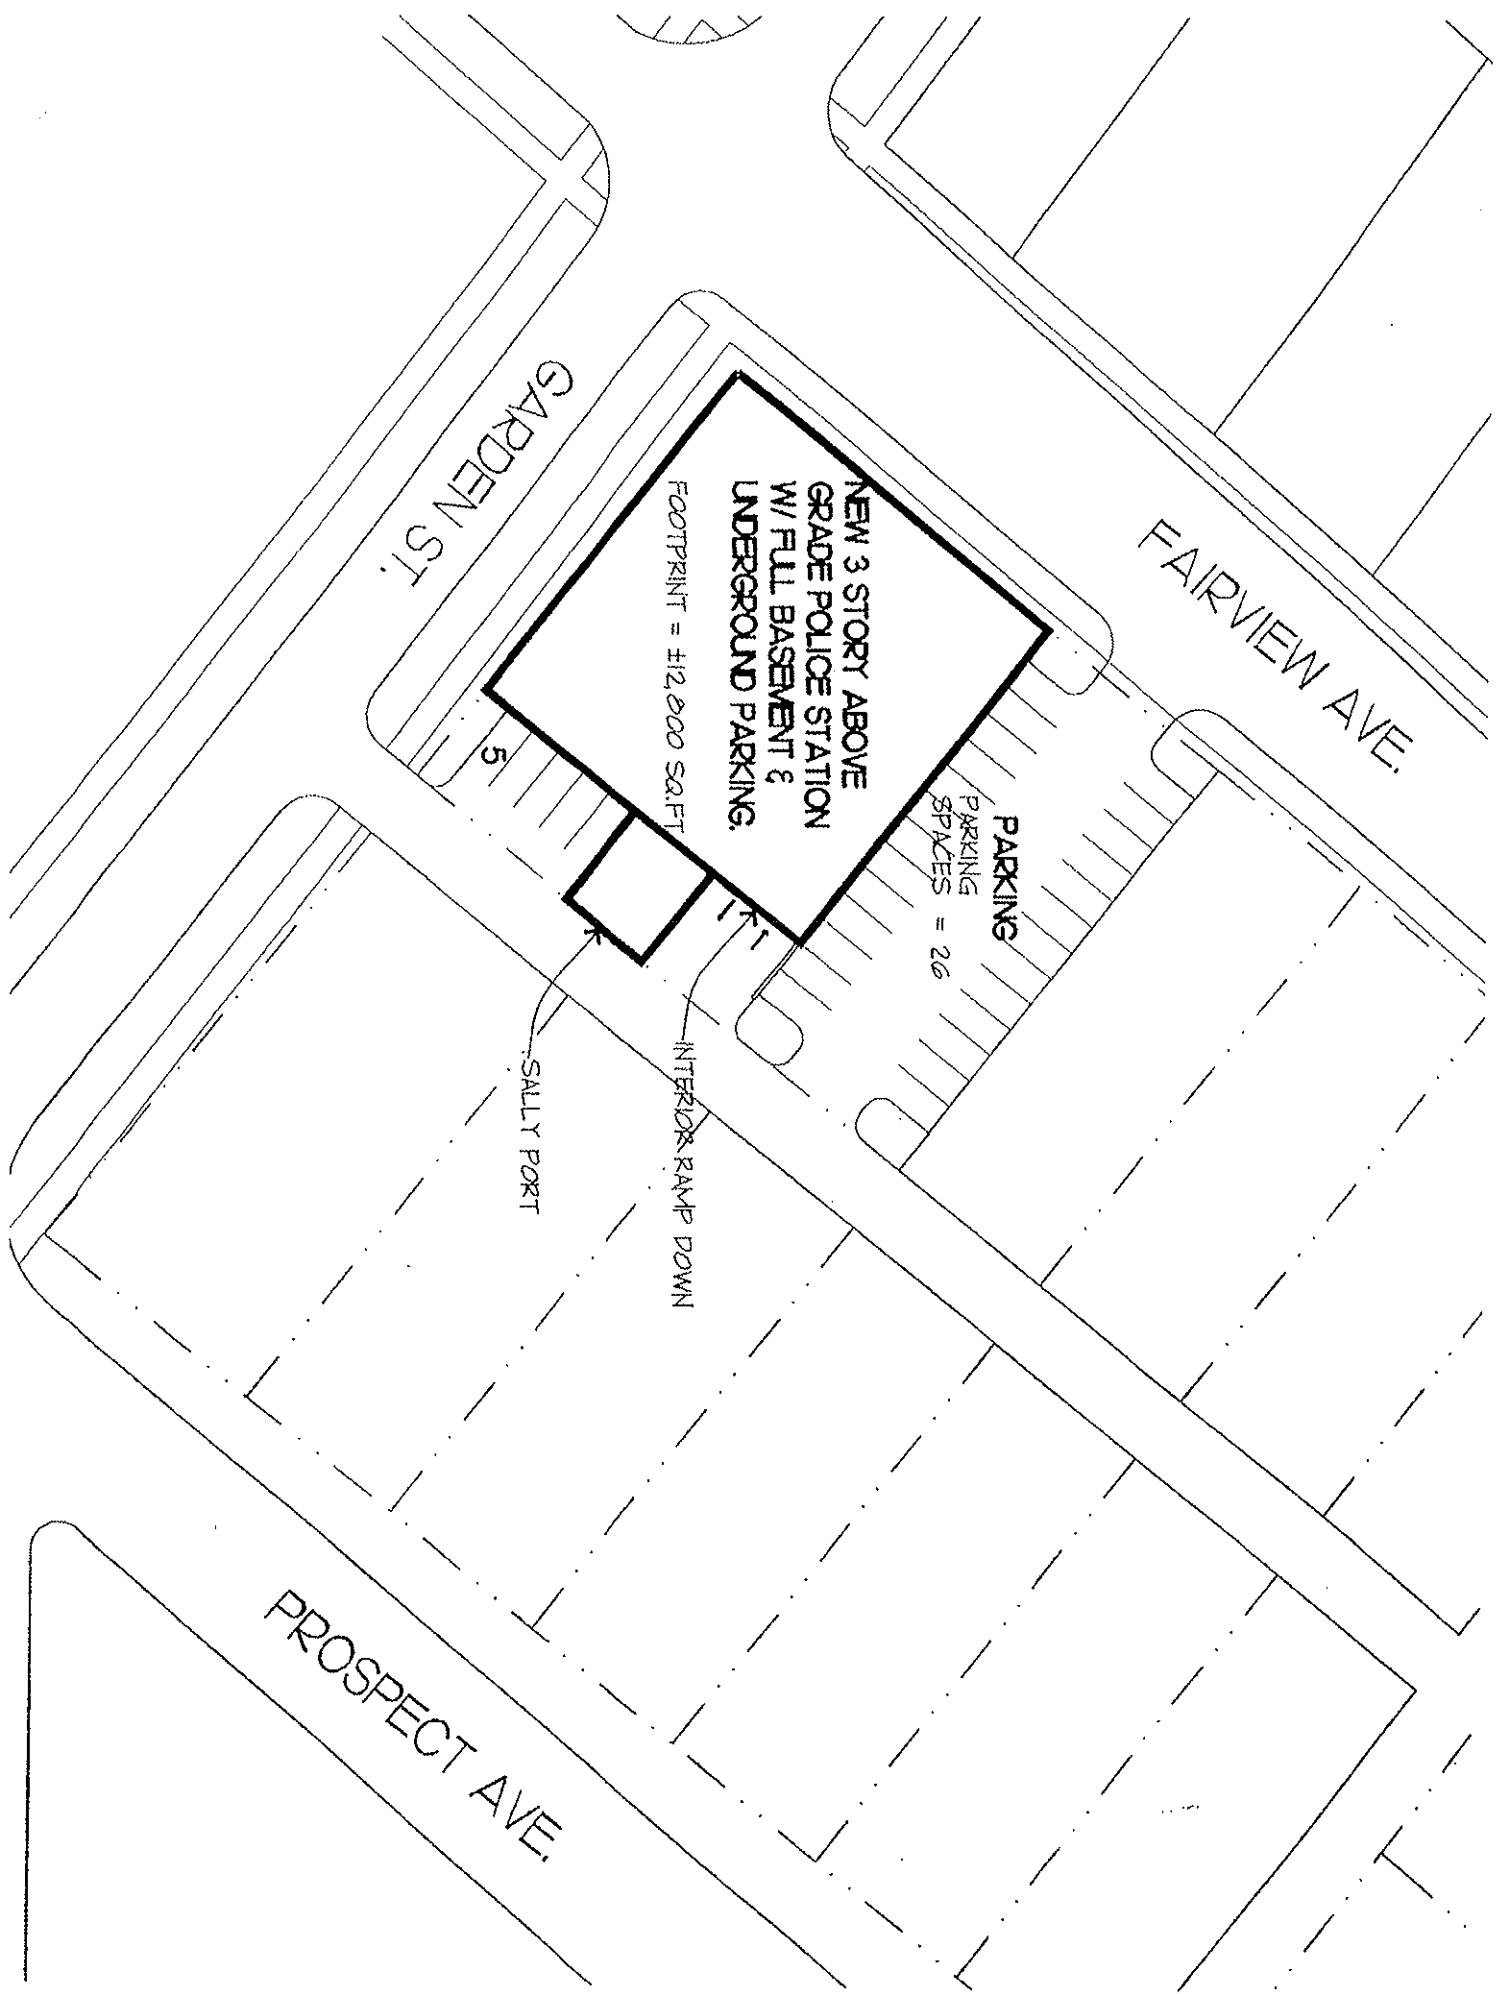 FAIRVIEW AVE.
GARDEN ST.
NEW 3 STORY ABOVE
GRADE POLICE STATION
W/ FULL BASEMENT &
UNDERGROUND PARKING.
FOOTPRINT = ±12,800 SQ.FT
PARKING
PARKING
SPACES = 26
5
INTERIOR RAMP DOWN
SALLY PORT
PROSPECT AVE.